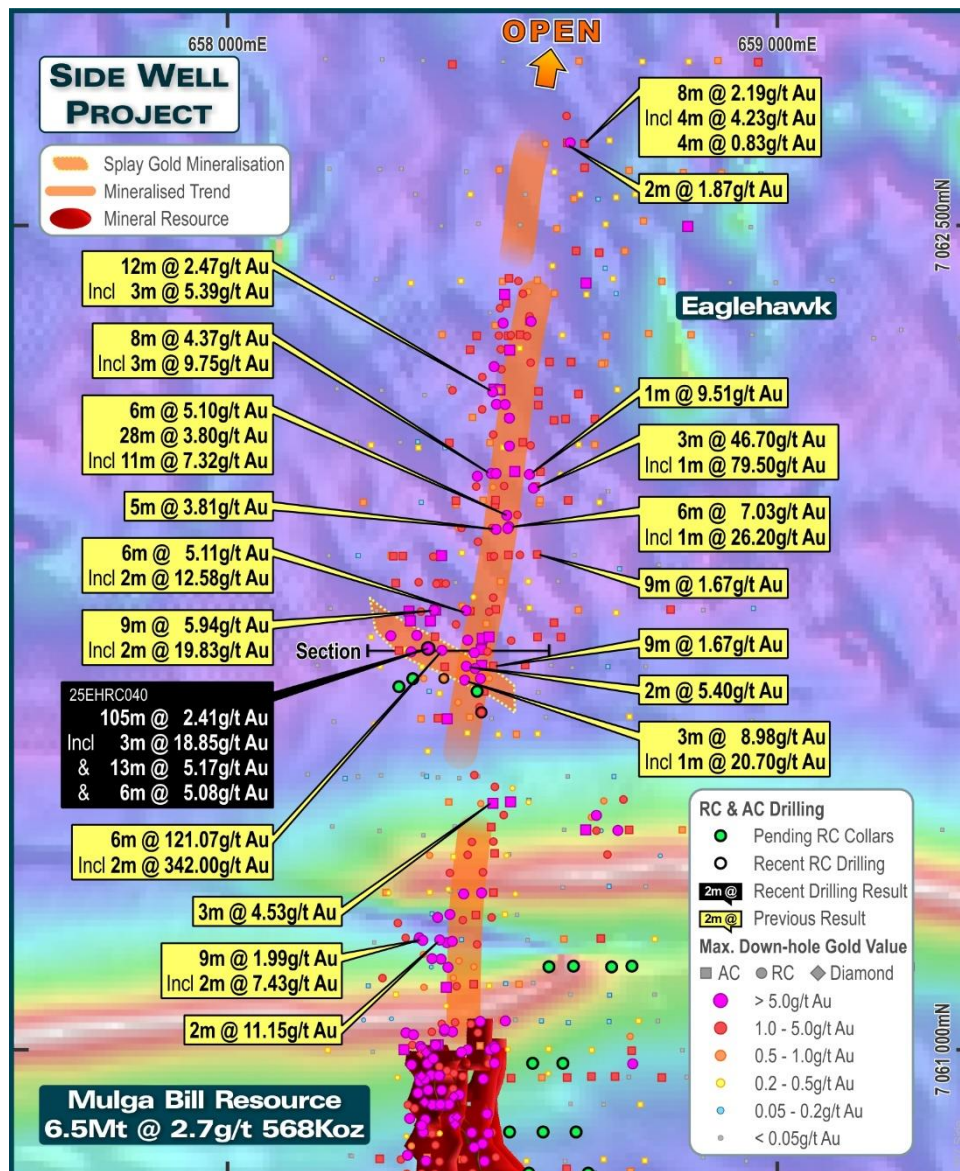 OPEN
658 000mE
659 000mE
SIDE WELL
PROJECT
Splay Gold Mineralisation
Mineralised Trend
Mineral Resource
8m @ 2.19g/t Au
Incl 4m @ 4.23g/t Au
4m @ 0.83g/t Au
2m @ 1.87g/t Au
7 062 500mN
12m @ 2.47g/t Au
Incl 3m @ 5.39g/t Au
Eaglehawk
8m @ 4.37g/t Au
Incl 3m @ 9.75g/t Au
1m @ 9.51g/t Au
6m @ 5.10g/t Au
28m @ 3.80g/t Au
Incl 11m @ 7.32g/t Au
3m @ 46.70g/t Au
Incl 1m @ 79.50g/t Au
5m @ 3.81g/t Au
6m @ 7.03g/t Au
Incl 1m @ 26.20g/t Au
6m @ 5.11g/t Au
Incl 2m @ 12.58g/t Au
9m @ 1.67g/t Au
9m @ 5.94g/t Au
Incl 2m @ 19.83g/t Au
Section
9m @ 1.67g/t Au
2m @ 5.40g/t Au
25EHRC040
105m @ 2.41g/t Au
Incl 3m @ 18.85g/t Au
& 13m @ 5.17g/t Au
& 6m @ 5.08g/t Au
3m @ 8.98g/t Au
Incl 1m @ 20.70g/t Au
6m @ 121.07g/t Au
Incl 2m @ 342.00g/t Au
3m @ 4.53g/t Au
9m @ 1.99g/t Au
Incl 2m @ 7.43g/t Au
2m @ 11.15g/t Au
RC & AC Drilling
Pending RC Collars
Recent RC Drilling
2m @ Recent Drilling Result
2m @ Previous Result
Max. Down-hole Gold Value
AC RC Diamond
> 5.0g/t Au
1.0 - 5.0g/t Au
0.5 - 1.0g/t Au
0.2 - 0.5g/t Au
0.05 - 0.2g/t Au
< 0.05g/t Au
7 061 000mN
Mulga Bill Resource
6.5Mt @ 2.7g/t 568Koz